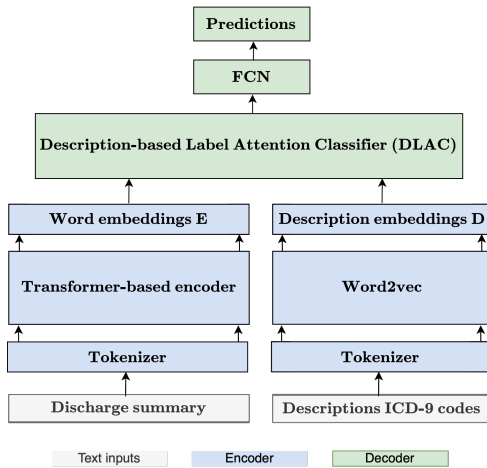 Predictions
FCN
Description-based Label Attention Classifier (DLAC)
Word embeddings E
Description embeddings D
Transformer-based encoder
Word2vec
Tokenizer
Tokenizer
Discharge summary
Descriptions ICD-9 codes
Text inputs
Encoder
Decoder